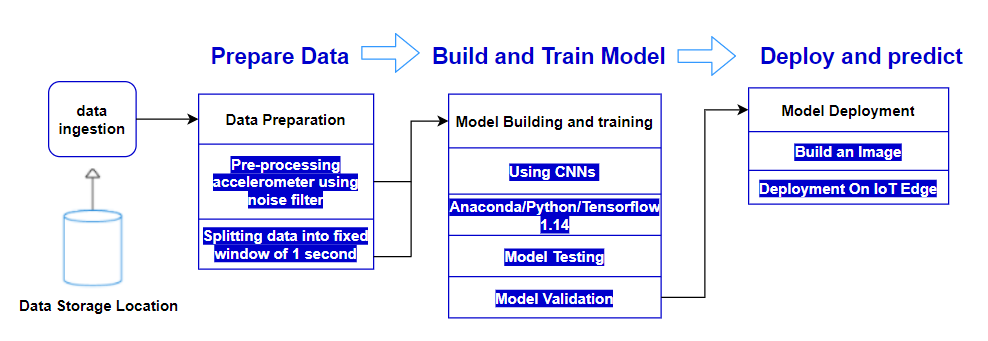 Prepare Data
Build and Train Model
Deploy and predict
data
ingestion
Data Storage Location
Data Preparation
Pre-processing
accelerometer using
noise filter
Splitting data into fixed
window of 1 second
Model Building and training
Using CNNs
Anaconda/Python/Tensorflow
1.14
Model Testing
Model Validation
Model Deployment
Build an Image
Deployment On IoT Edge